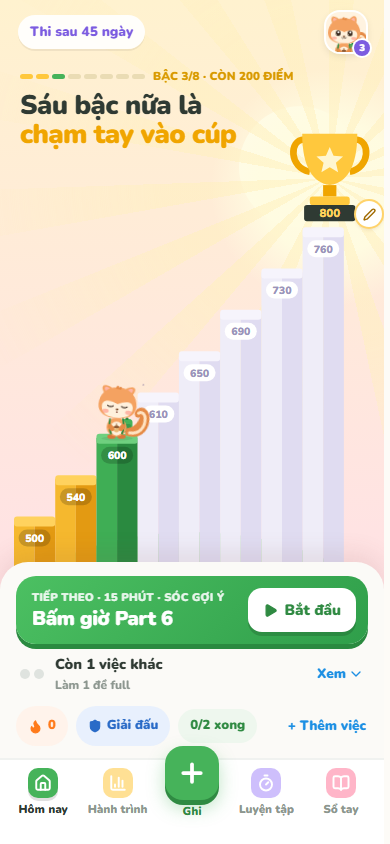 Thi sau 45 ngày
3
BẬC 3/8 · CÒN 200 ĐIỂM
Sáu bậc nữa là
chạm tay vào cúp
800
760
730
690
650
610
600
540
500
TIẾP THEO · 15 PHÚT · SÓC GỢI Ý
Bấm giờ Part 6
Bắt đầu
Còn 1 việc khác
Làm 1 đề full
Xem
0
Giải đấu
0/2 xong
+ Thêm việc
Hôm nay
Hành trình
Ghi
Luyện tập
Sổ tay